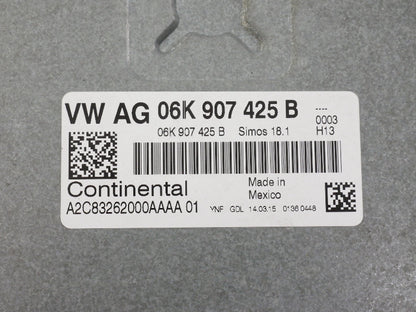 VW AG 06K 907 425 B
----
0003
06K 907 425 B Simos 18.1 H13
Continental
Made in
Mexico
A2C83262000AAAA 01
YNF GDL 14.03.15 0136 0448